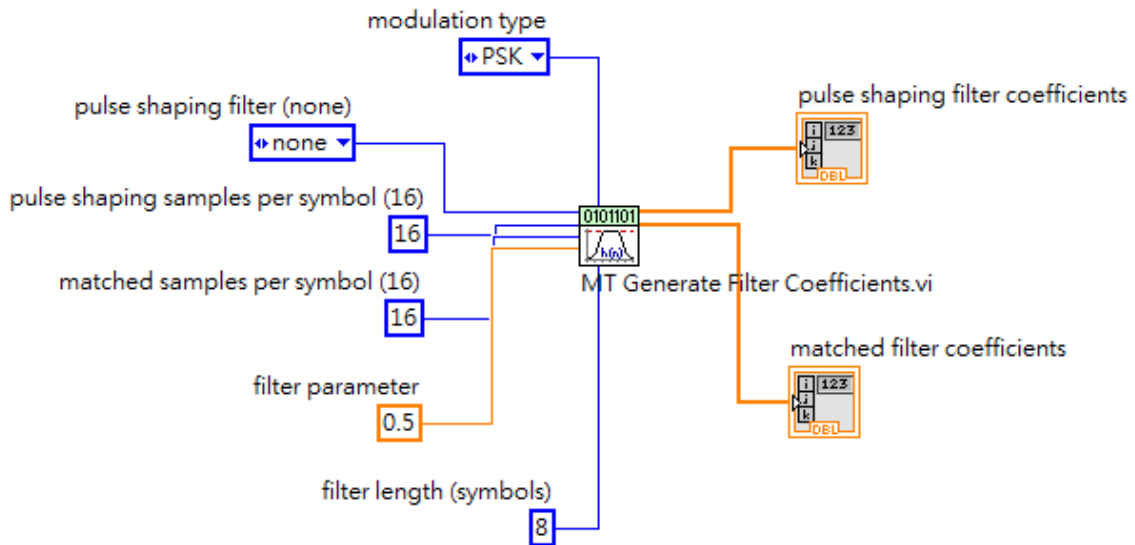 modulation type
PSK
pulse shaping filter (none)
none
pulse shaping samples per symbol (16)
16
matched samples per symbol (16)
16
filter parameter
0.5
filter length (symbols)
8
0101101
h(n)
MT Generate Filter Coefficients.vi
pulse shaping filter coefficients
i
j
k
123
DBL
matched filter coefficients
i
j
k
123
DBL